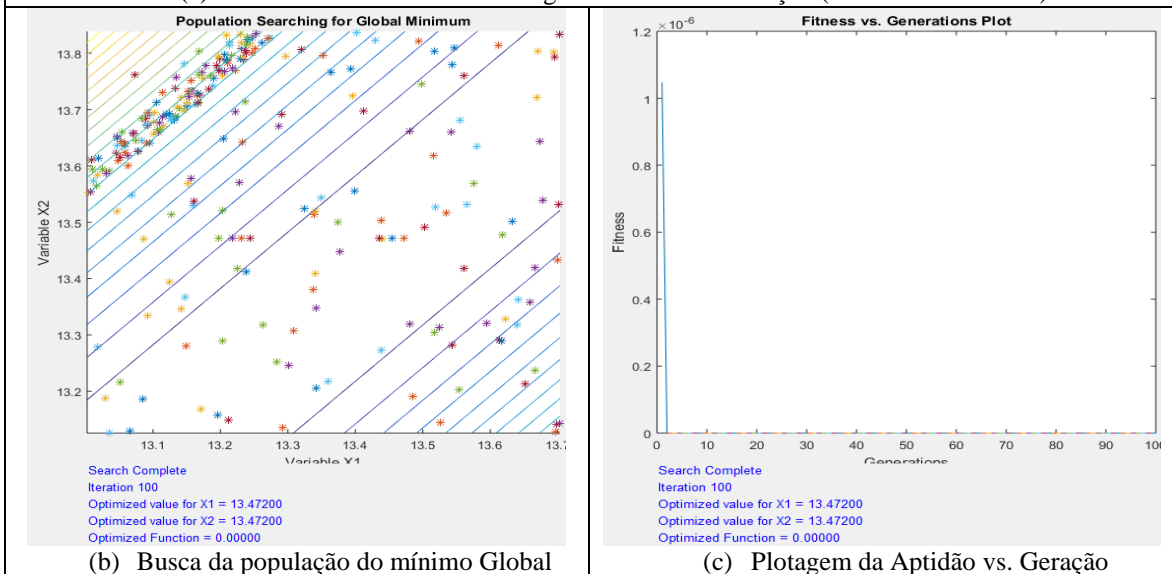 Population Searching for Global Minimum
13.8
13.7
13.6
13.5
13.4
13.3
13.2
Variable X2
13.1 13.2 13.3 13.4 13.5 13.6 13.7
Variable X1
Search Complete
Iteration 100
Optimized value for X1 = 13.47200
Optimized value for X2 = 13.47200
Optimized Function = 0.00000
(b) Busca da população do mínimo Global
Fitness vs. Generations Plot
×10-6
1.2
1
0.8
0.6
0.4
0.2
0
Fitness
0 10 20 30 40 50 60 70 80 90 100
Generations
Search Complete
Iteration 100
Optimized value for X1 = 13.47200
Optimized value for X2 = 13.47200
Optimized Function = 0.00000
(c) Plotagem da Aptidão vs. Geração